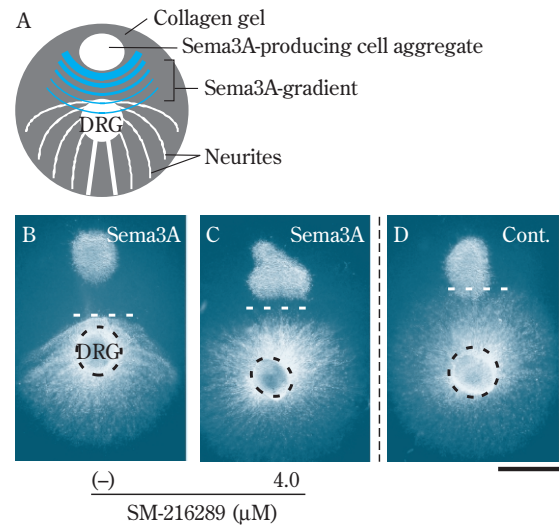 A
Collagen gel
Sema3A-producing cell aggregate
Sema3A-gradient
DRG
Neurites
B Sema3A
C Sema3A
D Cont.
DRG
(–) 4.0
SM-216289 (μM)